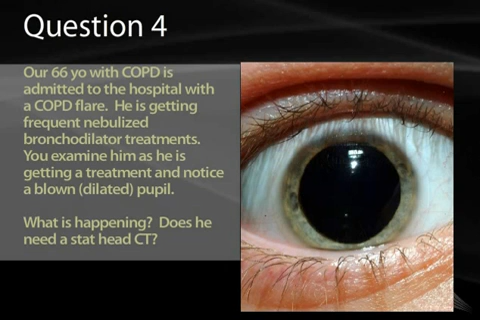 Question 4
Our 66 yo with COPD is
admitted to the hospital with
a COPD flare. He is getting
frequent nebulized
bronchodilator treatments.
You examine him as he is
getting a treatment and notice
a blown (dilated) pupil.
What is happening? Does he
need a stat head CT?